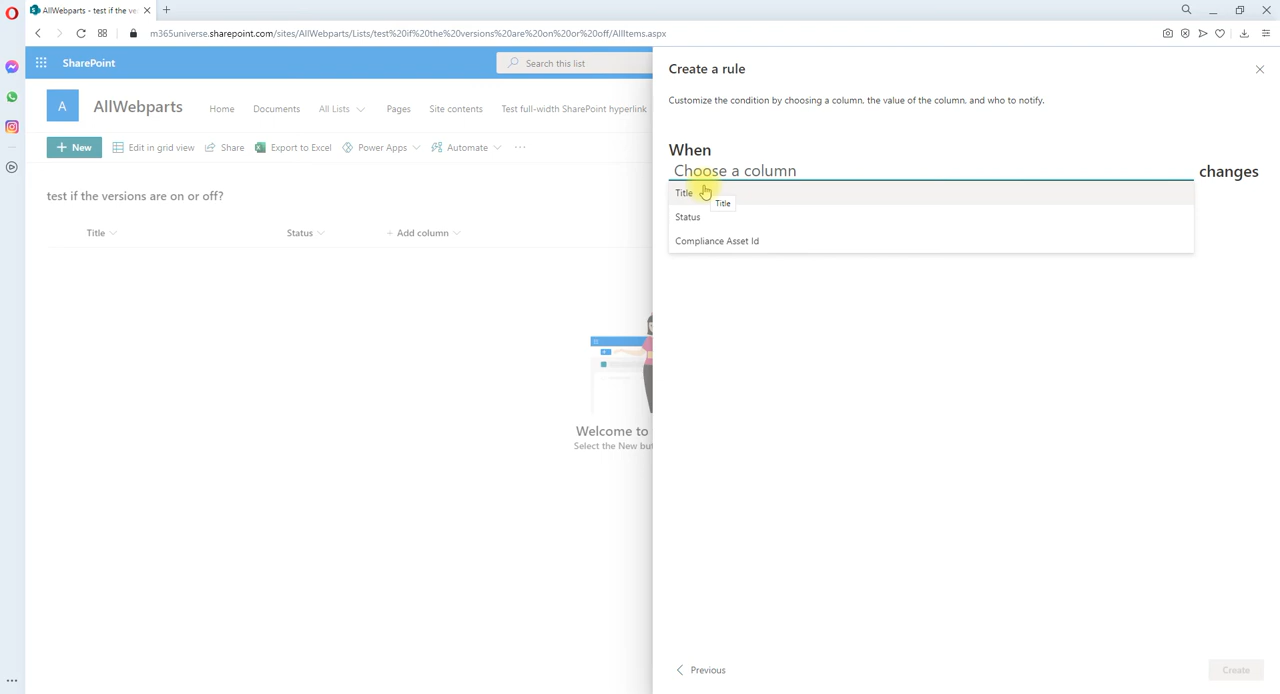 AllWebparts - test if the ve
m365universe.sharepoint.com/sites/AllWebparts/Lists/test%20if%20the%20versions%20are%20on%20or%20off/AllItems.aspx
SharePoint
Search this list
A
AllWebparts
Home
Documents
All Lists
Pages
Site contents
Test full-width SharePoint hyperlink
New
Edit in grid view
Share
Export to Excel
Power Apps
Automate
test if the versions are on or off?
Title
Status
+ Add column
Welcome to
Select the New but
Create a rule
Customize the condition by choosing a column, the value of the column, and who to notify.
When
Choose a column
changes
Title
Title
Status
Compliance Asset Id
Previous
Create